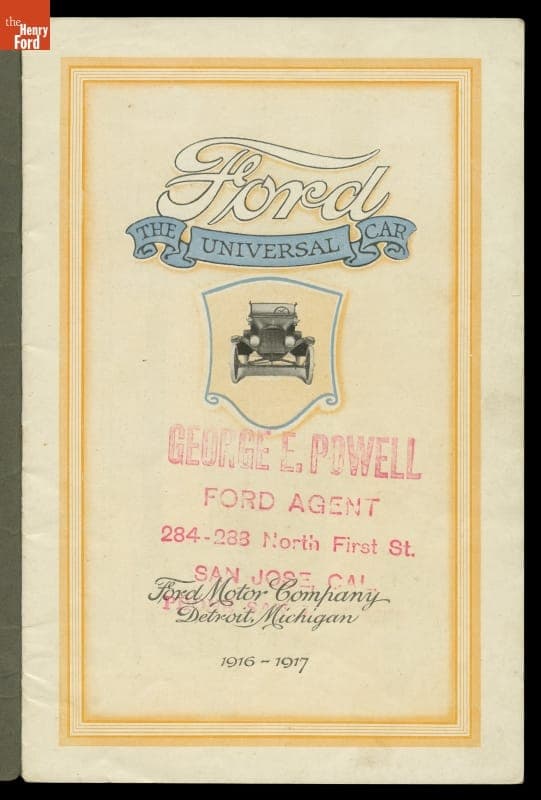 the
Henry
Ford
Ford
THE UNIVERSAL CAR
GEORGE E. POWELL
FORD AGENT
284-288 North First St.
SAN JOSE, CAL.
Ford Motor Company
Detroit, Michigan
1916-1917